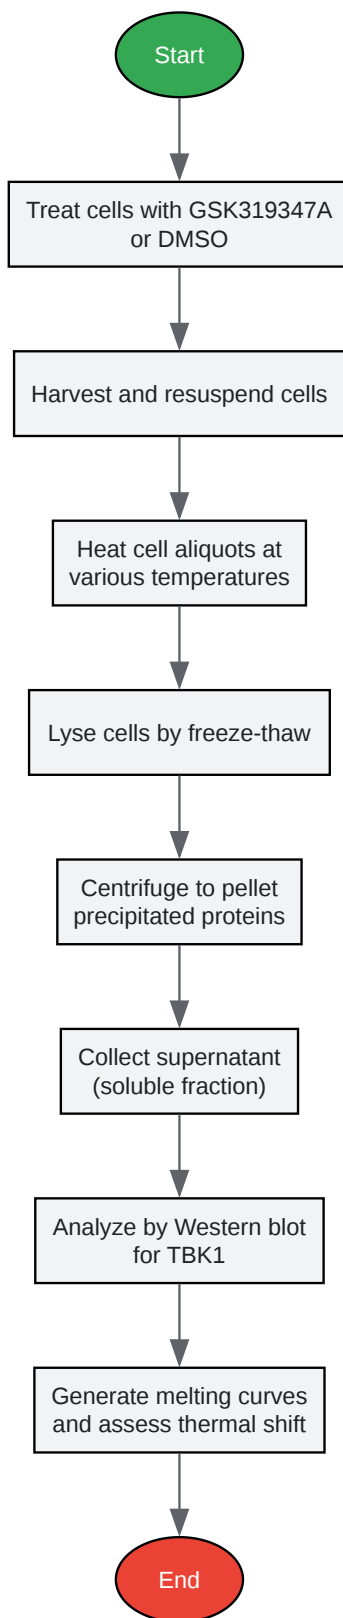 Start
Treat cells with GSK319347A
or DMSO
Harvest and resuspend cells
Heat cell aliquots at
various temperatures
Lyse cells by freeze-thaw
Centrifuge to pellet
precipitated proteins
Collect supernatant
(soluble fraction)
Analyze by Western blot
for TBK1
Generate melting curves
and assess thermal shift
End